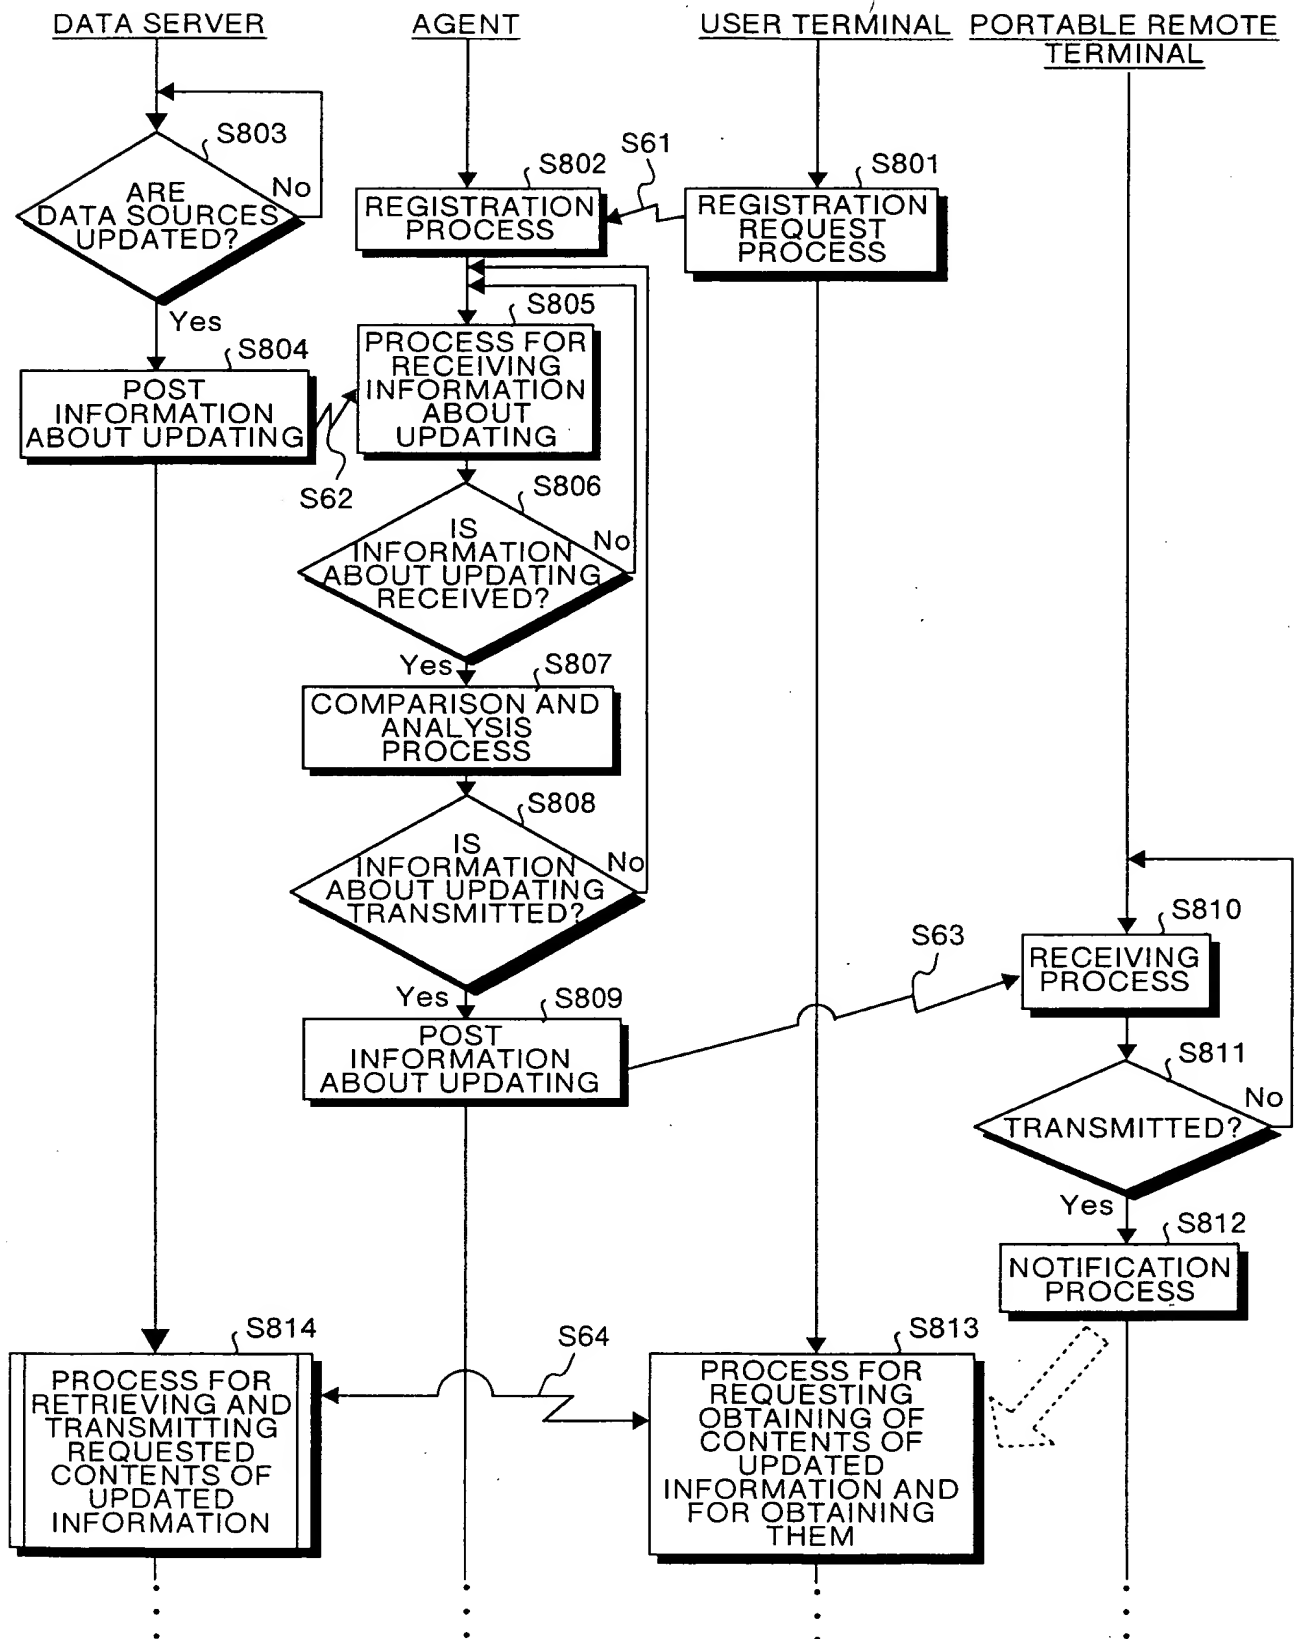 DATA SERVER
AGENT
USER TERMINAL
PORTABLE REMOTE
TERMINAL
S803
ARE
DATA SOURCES
UPDATED?
No
Yes
S802
REGISTRATION
PROCESS
S61
S801
REGISTRATION
REQUEST
PROCESS
S804
POST
INFORMATION
ABOUT UPDATING
S62
S805
PROCESS FOR
RECEIVING
INFORMATION
ABOUT
UPDATING
S806
IS
INFORMATION
ABOUT UPDATING
RECEIVED?
No
Yes
S807
COMPARISON AND
ANALYSIS
PROCESS
S808
IS
INFORMATION
ABOUT UPDATING
TRANSMITTED?
No
Yes
S809
POST
INFORMATION
ABOUT UPDATING
S63
S810
RECEIVING
PROCESS
S811
TRANSMITTED?
No
Yes
S812
NOTIFICATION
PROCESS
S814
PROCESS FOR
RETRIEVING AND
TRANSMITTING
REQUESTED
CONTENTS OF
UPDATED
INFORMATION
S64
S813
PROCESS FOR
REQUESTING
OBTAINING OF
CONTENTS OF
UPDATED
INFORMATION AND
FOR OBTAINING
THEM